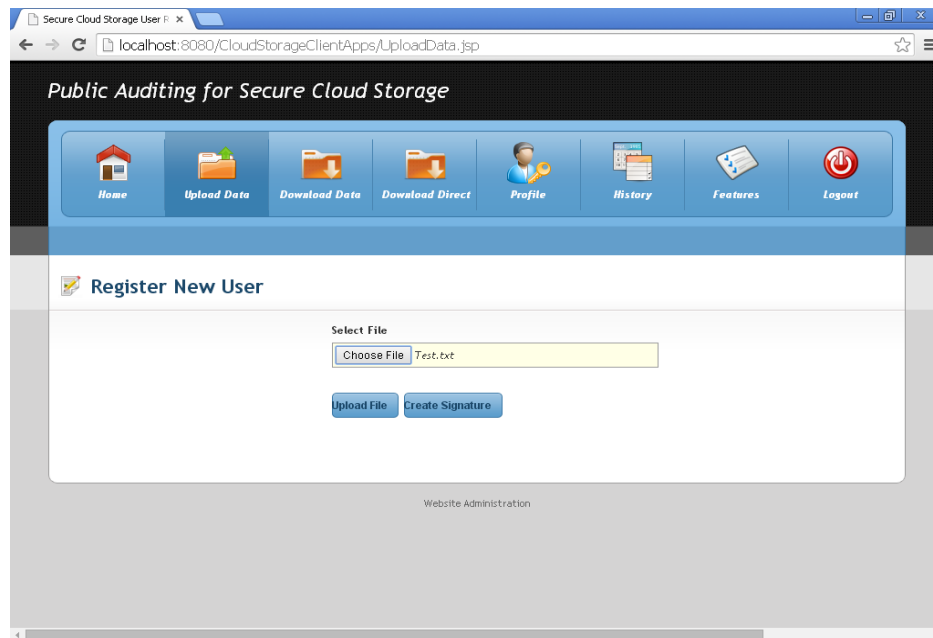 Secure Cloud Storage User R
localhost:8080/CloudStorageClientApps/UploadData.jsp
Public Auditing for Secure Cloud Storage
Home Upload Data Download Data Download Direct Profile History Features Logout
Register New User
Select File
Choose File Test.txt
Upload File Create Signature
Website Administration